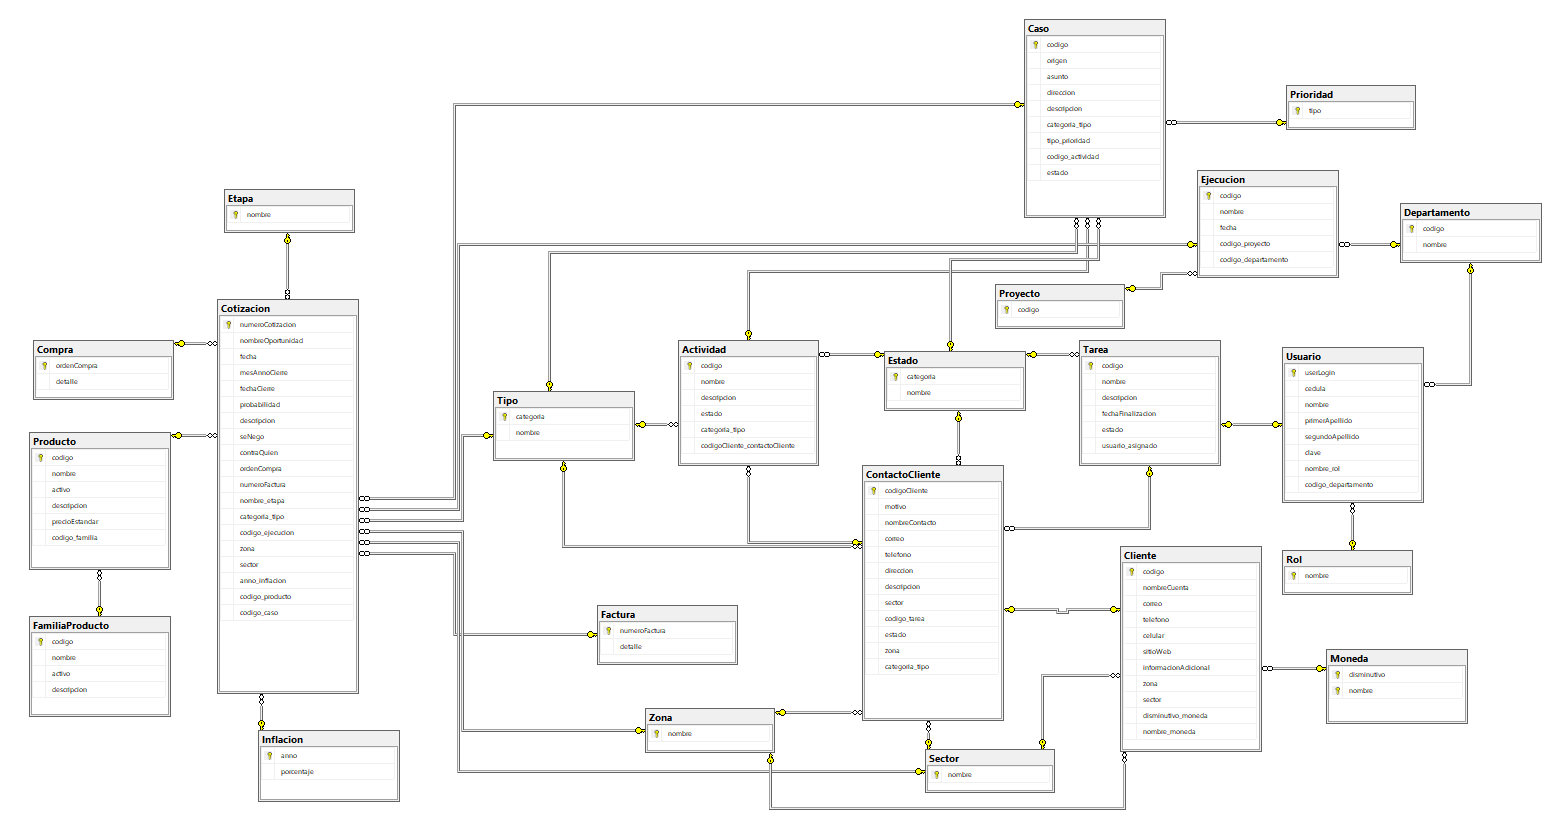 Caso
codigo
origen
asunto
direccion
descripcion
categoria_tipo
tipo_prioridad
codigo_actividad
estado
Prioridad
tipo
Ejecucion
codigo
nombre
fecha
codigo_proyecto
codigo_departamento
Departamento
codigo
nombre
Etapa
nombre
Proyecto
codigo
Cotizacion
numeroCotizacion
nombreOportunidad
fecha
mesAnnoCierre
fechaCierre
probabilidad
descripcion
seNego
contraQuien
ordenCompra
numeroFactura
nombre_etapa
categoria_tipo
codigo_ejecucion
zona
sector
anno_inflacion
codigo_producto
codigo_caso
Compra
ordenCompra
detalle
Actividad
codigo
nombre
descripcion
estado
categoria_tipo
codigoCliente_contactoCliente
Estado
categoria
nombre
Tarea
codigo
nombre
descripcion
fechaFinalizacion
estado
usuario_asignado
Usuario
userLogin
cedula
nombre
primerApellido
segundoApellido
clave
nombre_rol
codigo_departamento
Tipo
categoria
nombre
Producto
codigo
nombre
activo
descripcion
precioEstandar
codigo_familia
ContactoCliente
codigoCliente
motivo
nombreContacto
correo
telefono
direccion
descripcion
sector
codigo_tarea
estado
zona
categoria_tipo
Cliente
codigo
nombreCuenta
correo
telefono
celular
sitioWeb
informacionAdicional
zona
sector
disminutivo_moneda
nombre_moneda
Rol
nombre
FamiliaProducto
codigo
nombre
activo
descripcion
Factura
numeroFactura
detalle
Moneda
disminutivo
nombre
Zona
nombre
Inflacion
anno
porcentaje
Sector
nombre